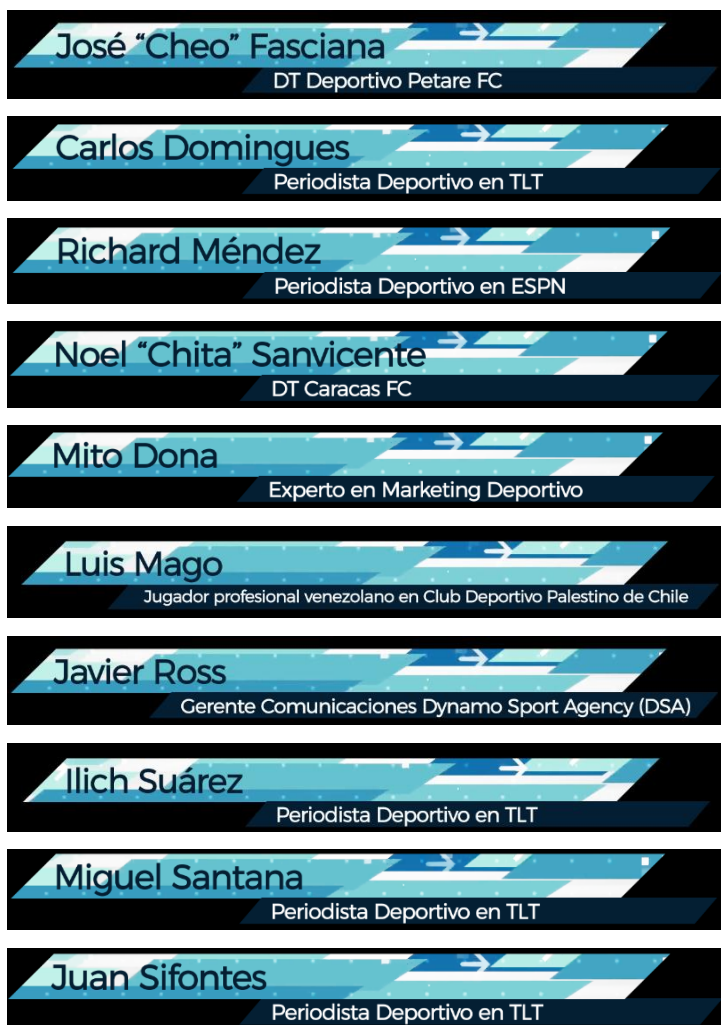 José “Cheo” Fasciana
DT Deportivo Petare FC
Carlos Domingues
Periodista Deportivo en TLT
Richard Méndez
Periodista Deportivo en ESPN
Noel “Chita” Sanvicente
DT Caracas FC
Mito Dona
Experto en Marketing Deportivo
Luis Mago
Jugador profesional venezolano en Club Deportivo Palestino de Chile
Javier Ross
Gerente Comunicaciones Dynamo Sport Agency (DSA)
Ilich Suárez
Periodista Deportivo en TLT
Miguel Santana
Periodista Deportivo en TLT
Juan Sifontes
Periodista Deportivo en TLT